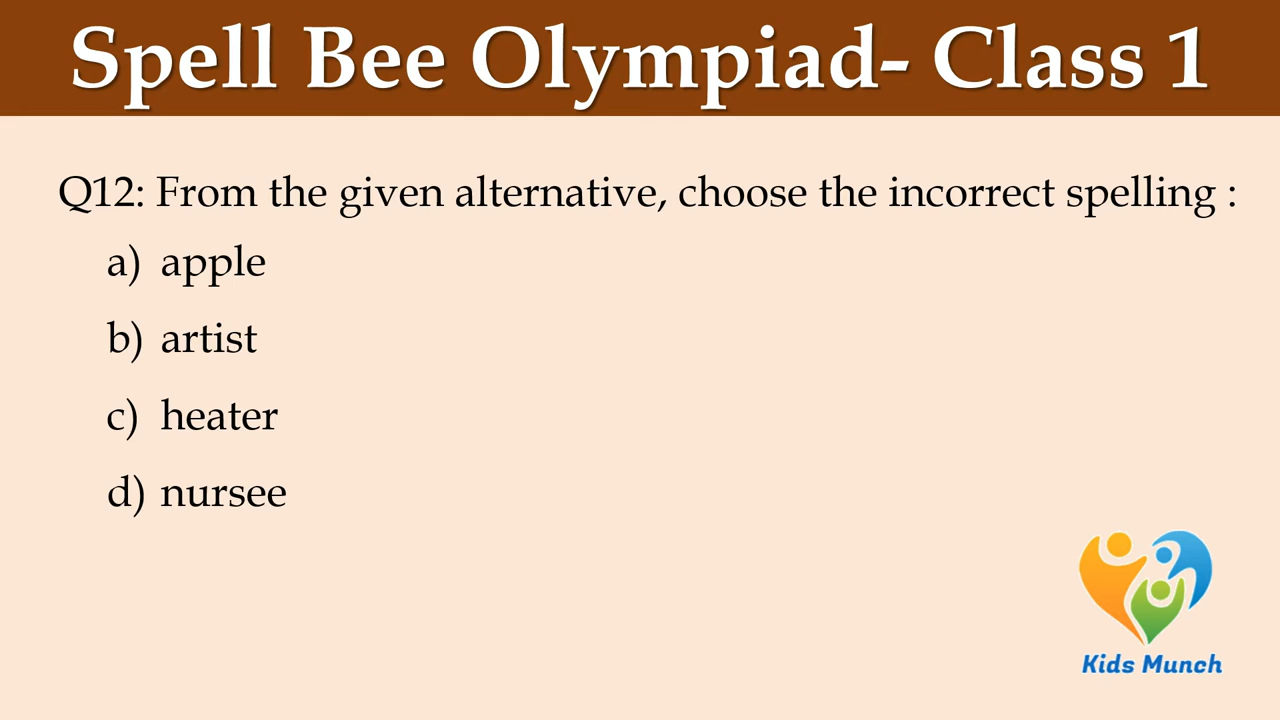 Spell Bee Olympiad- Class 1
Q12: From the given alternative, choose the incorrect spelling :
a) apple
b) artist
c) heater
d) nursee
Kids Munch